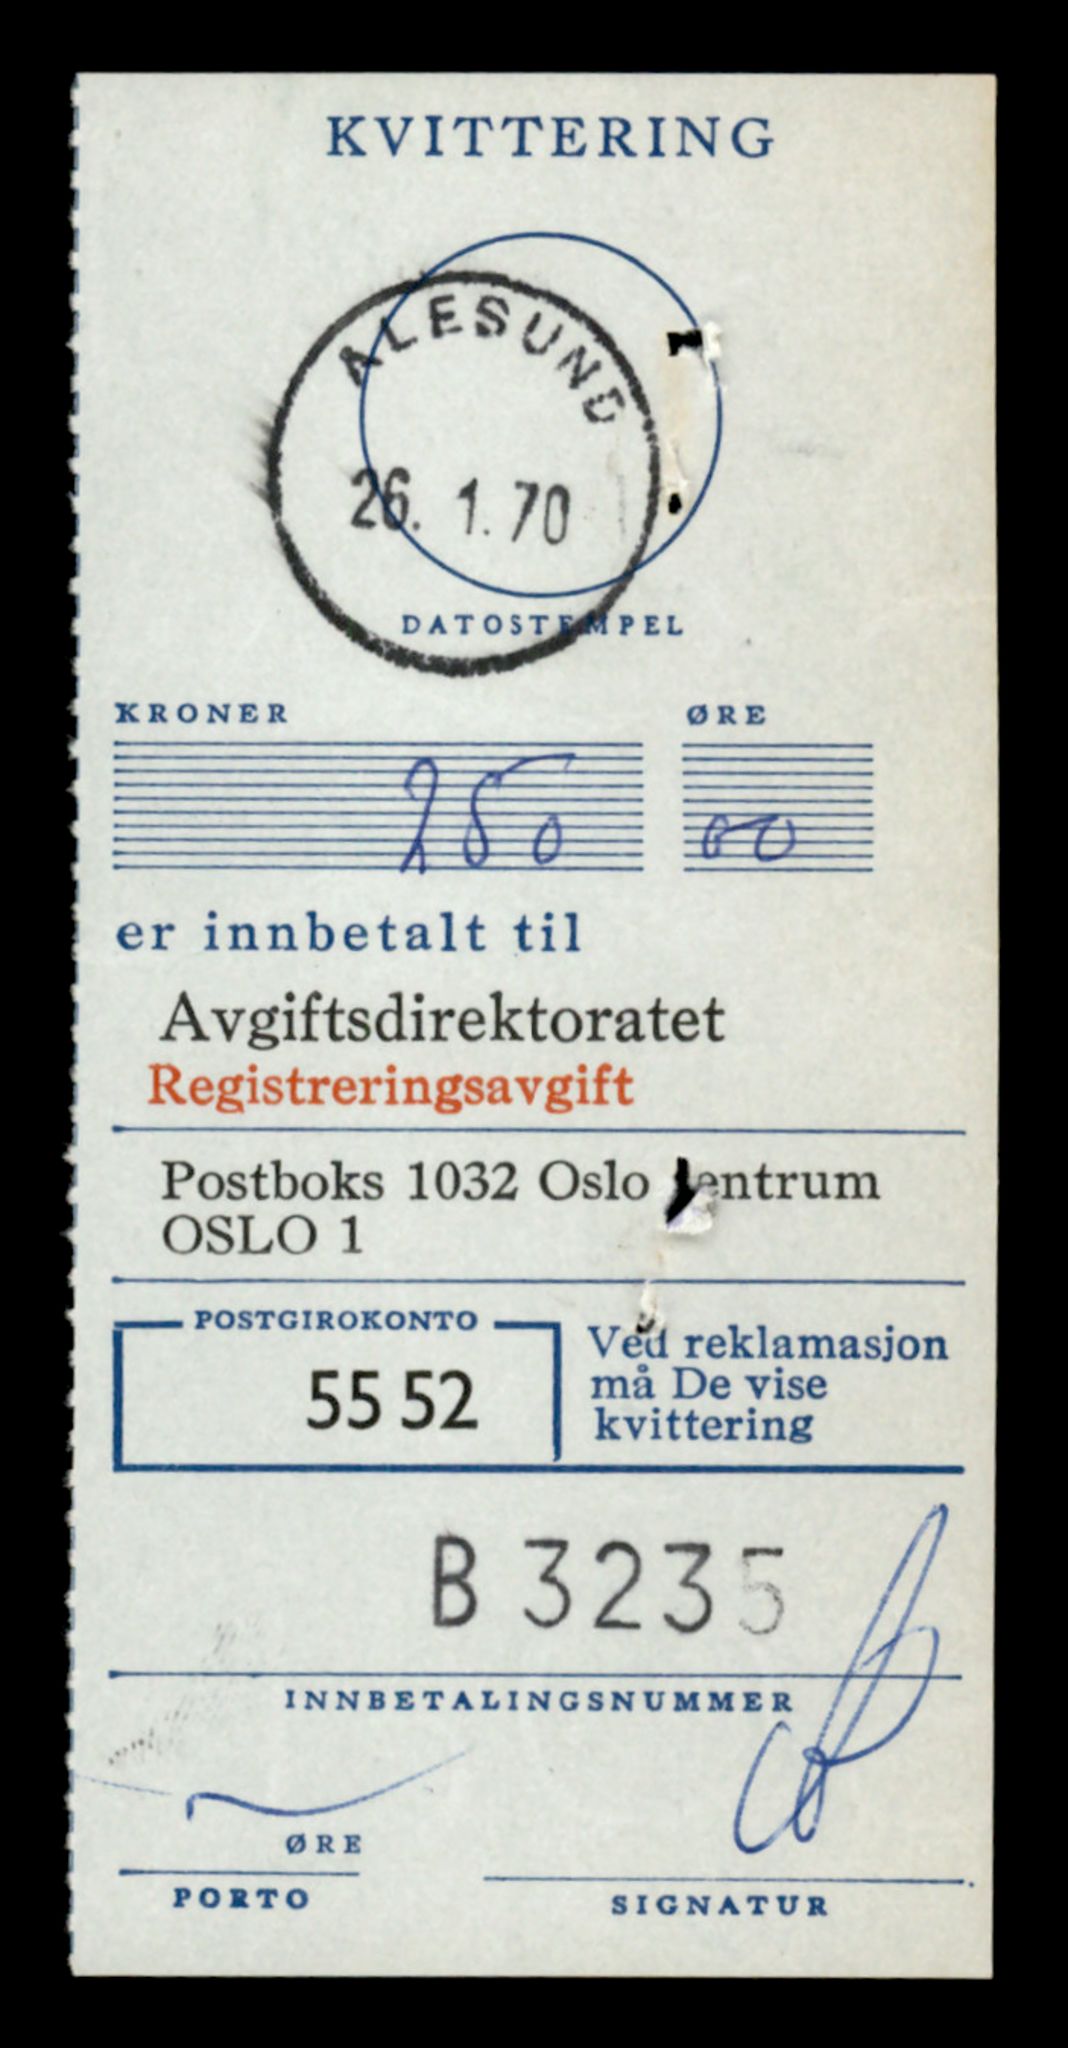 KVITTERING
ALESUND
26. 1. 70
DATOSTEMPEL
KRONER ØRE
250 00
er innbetalt til
Avgiftsdirektoratet
Registreringsavgift
Postboks 1032 Oslo Sentrum
OSLO 1
POSTGIROKONTO
55 52
Ved reklamasjon
må De vise
kvittering
B 3235
INNBETALINGSNUMMER
ØRE
PORTO
SIGNATUR